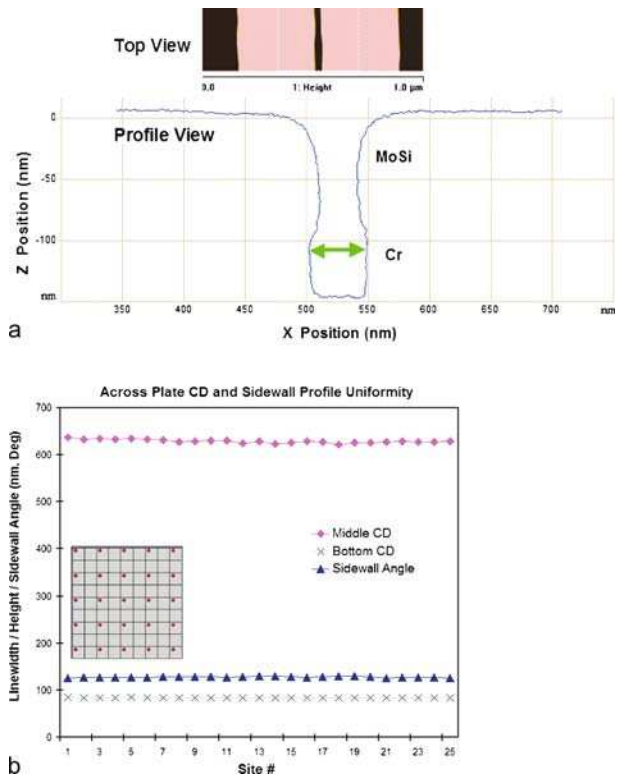 Top View
0.0 1: Height 1.0 µm
Profile View
MoSi
Cr
Z Position (nm)
0
-50
-100
nm
350 400 450 500 550 600 650 700 nm
X Position (nm)
a
Across Plate CD and Sidewall Profile Uniformity
Linewidth / Height / Sidewall Angle (nm, Deg)
700
600
500
400
300
200
100
0
Middle CD
Bottom CD
Sidewall Angle
1 3 5 7 9 11 13 15 17 19 21 23 25
Site #
b